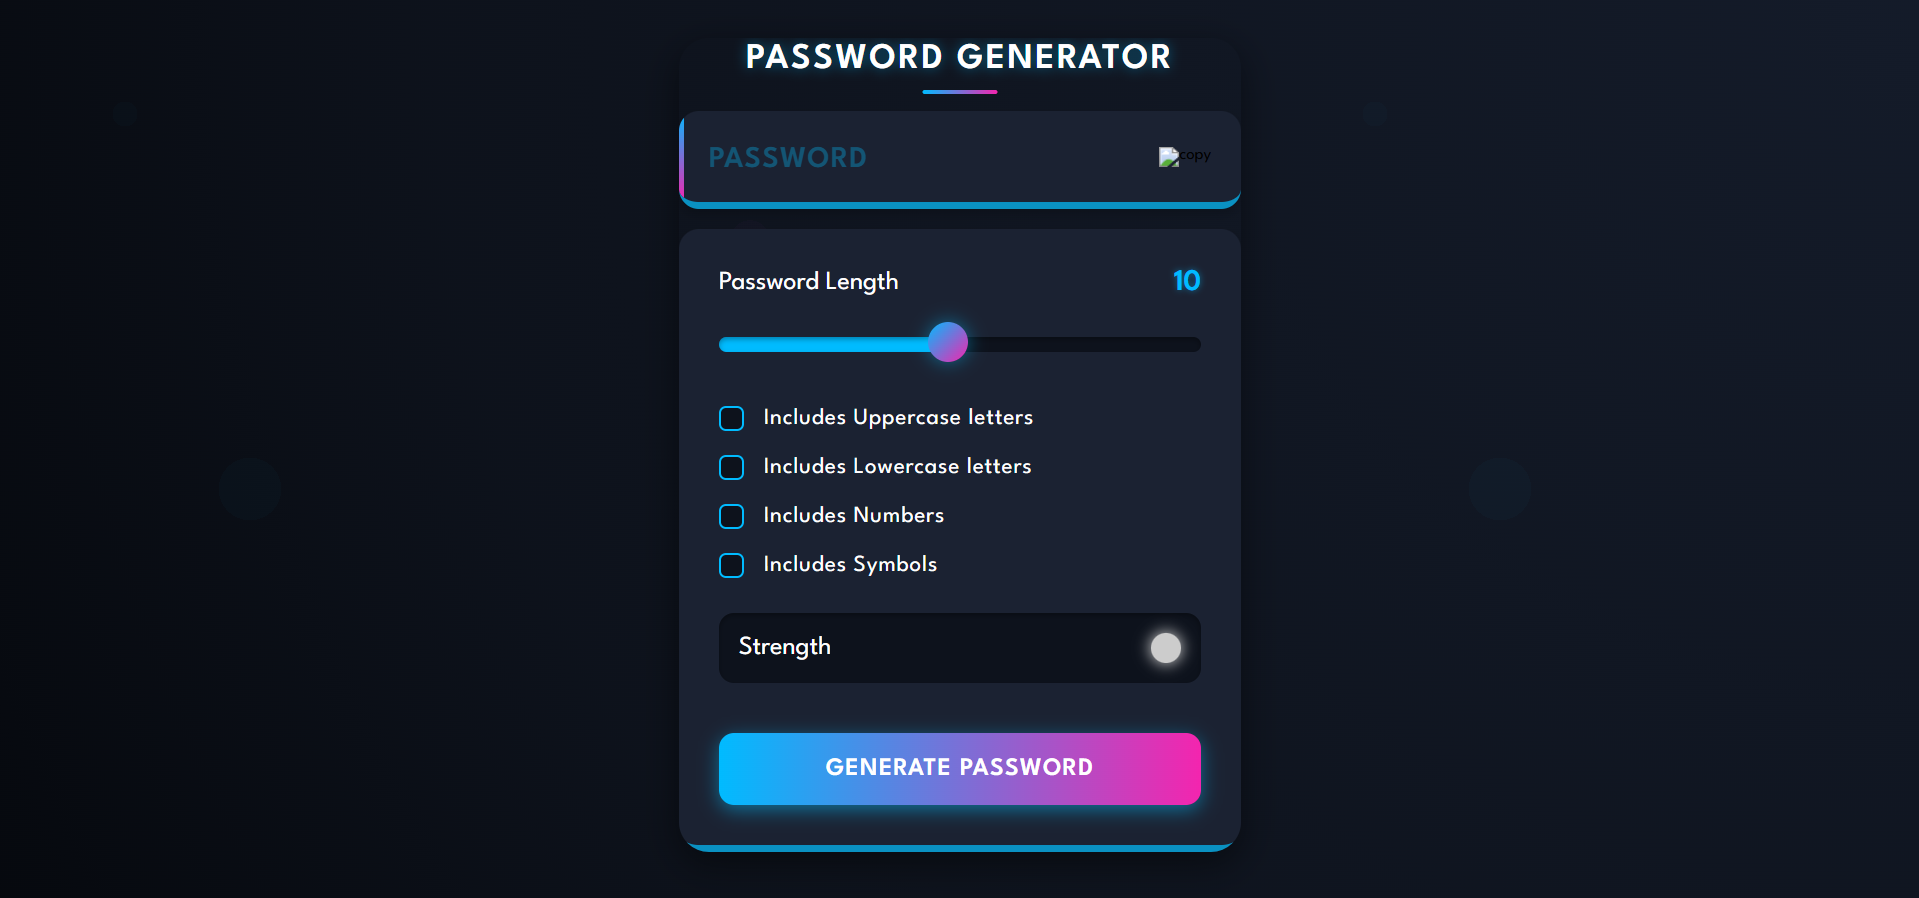 PASSWORD GENERATOR
PASSWORD
copy
Password Length
10
Includes Uppercase letters
Includes Lowercase letters
Includes Numbers
Includes Symbols
Strength
GENERATE PASSWORD